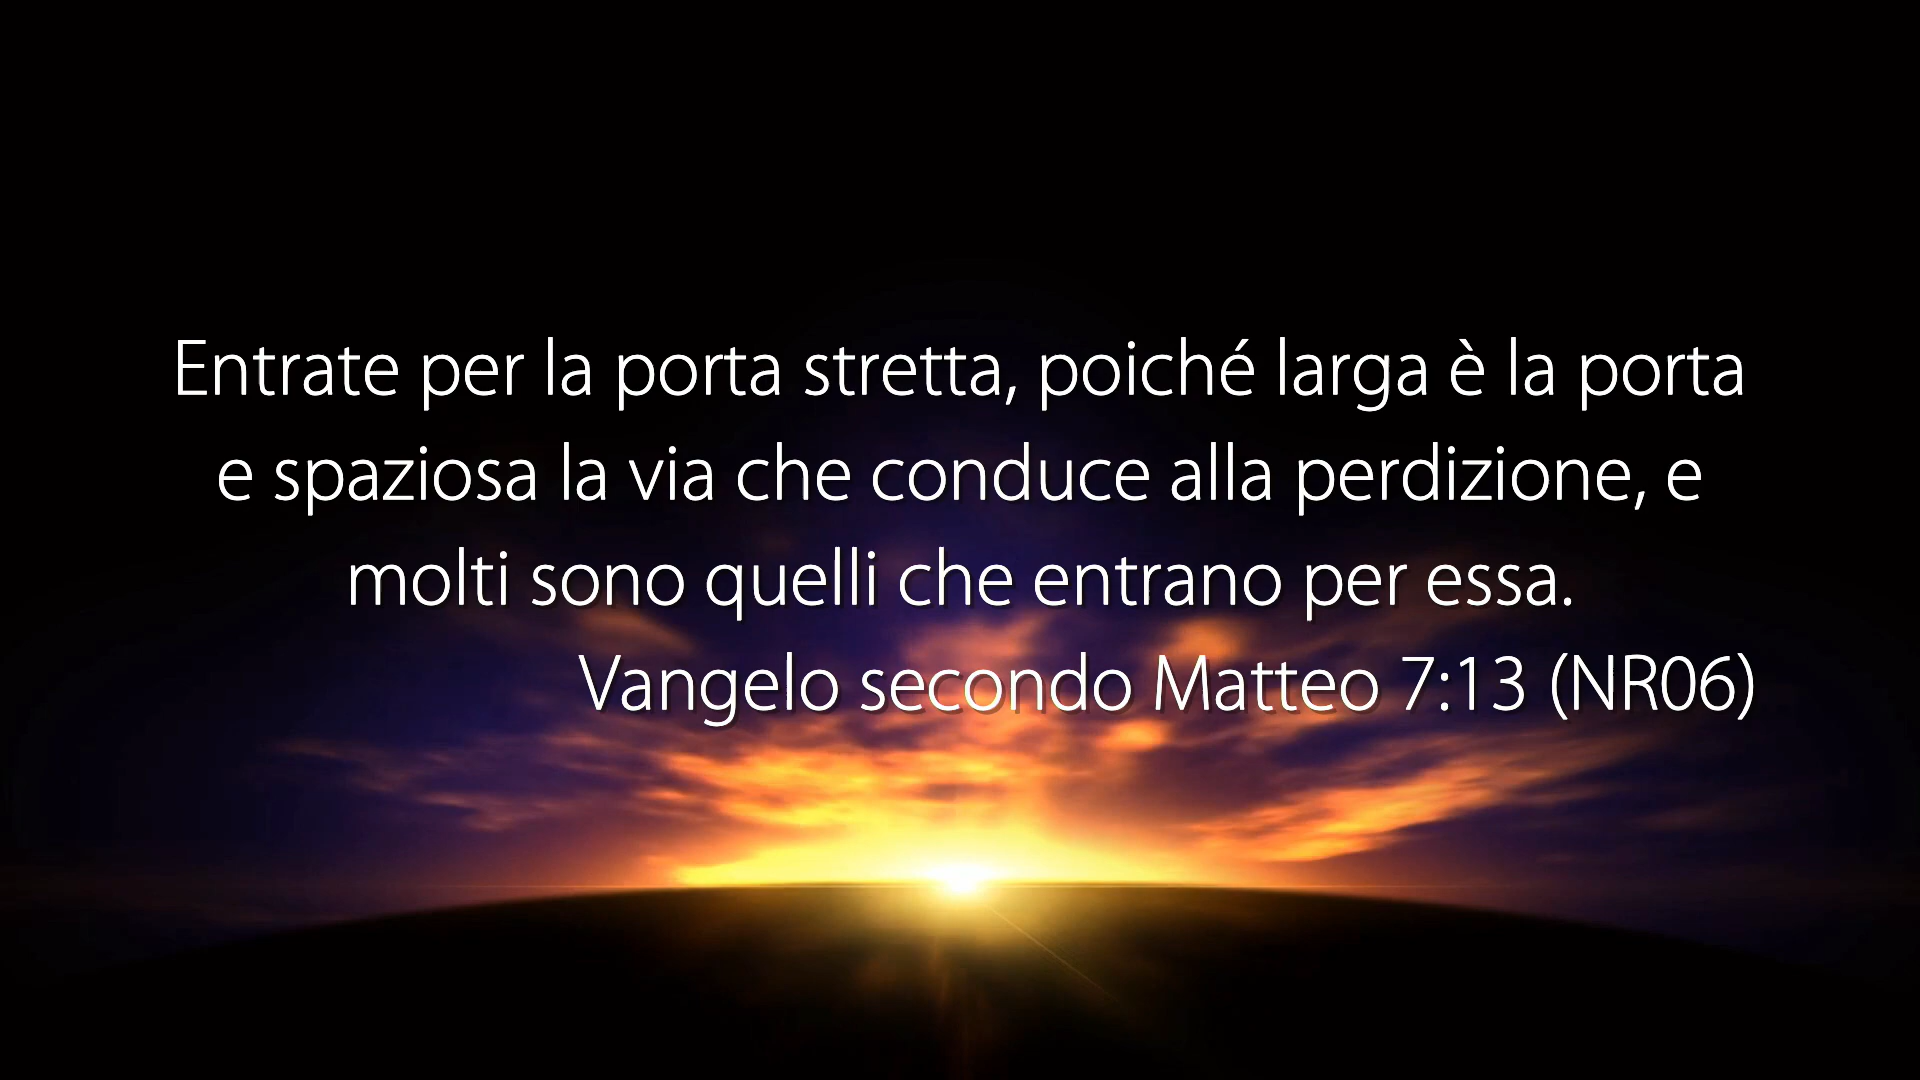 Entrate per la porta stretta, poiché larga è la porta
e spaziosa la via che conduce alla perdizione, e
molti sono quelli che entrano per essa.
Vangelo secondo Matteo 7:13 (NR06)